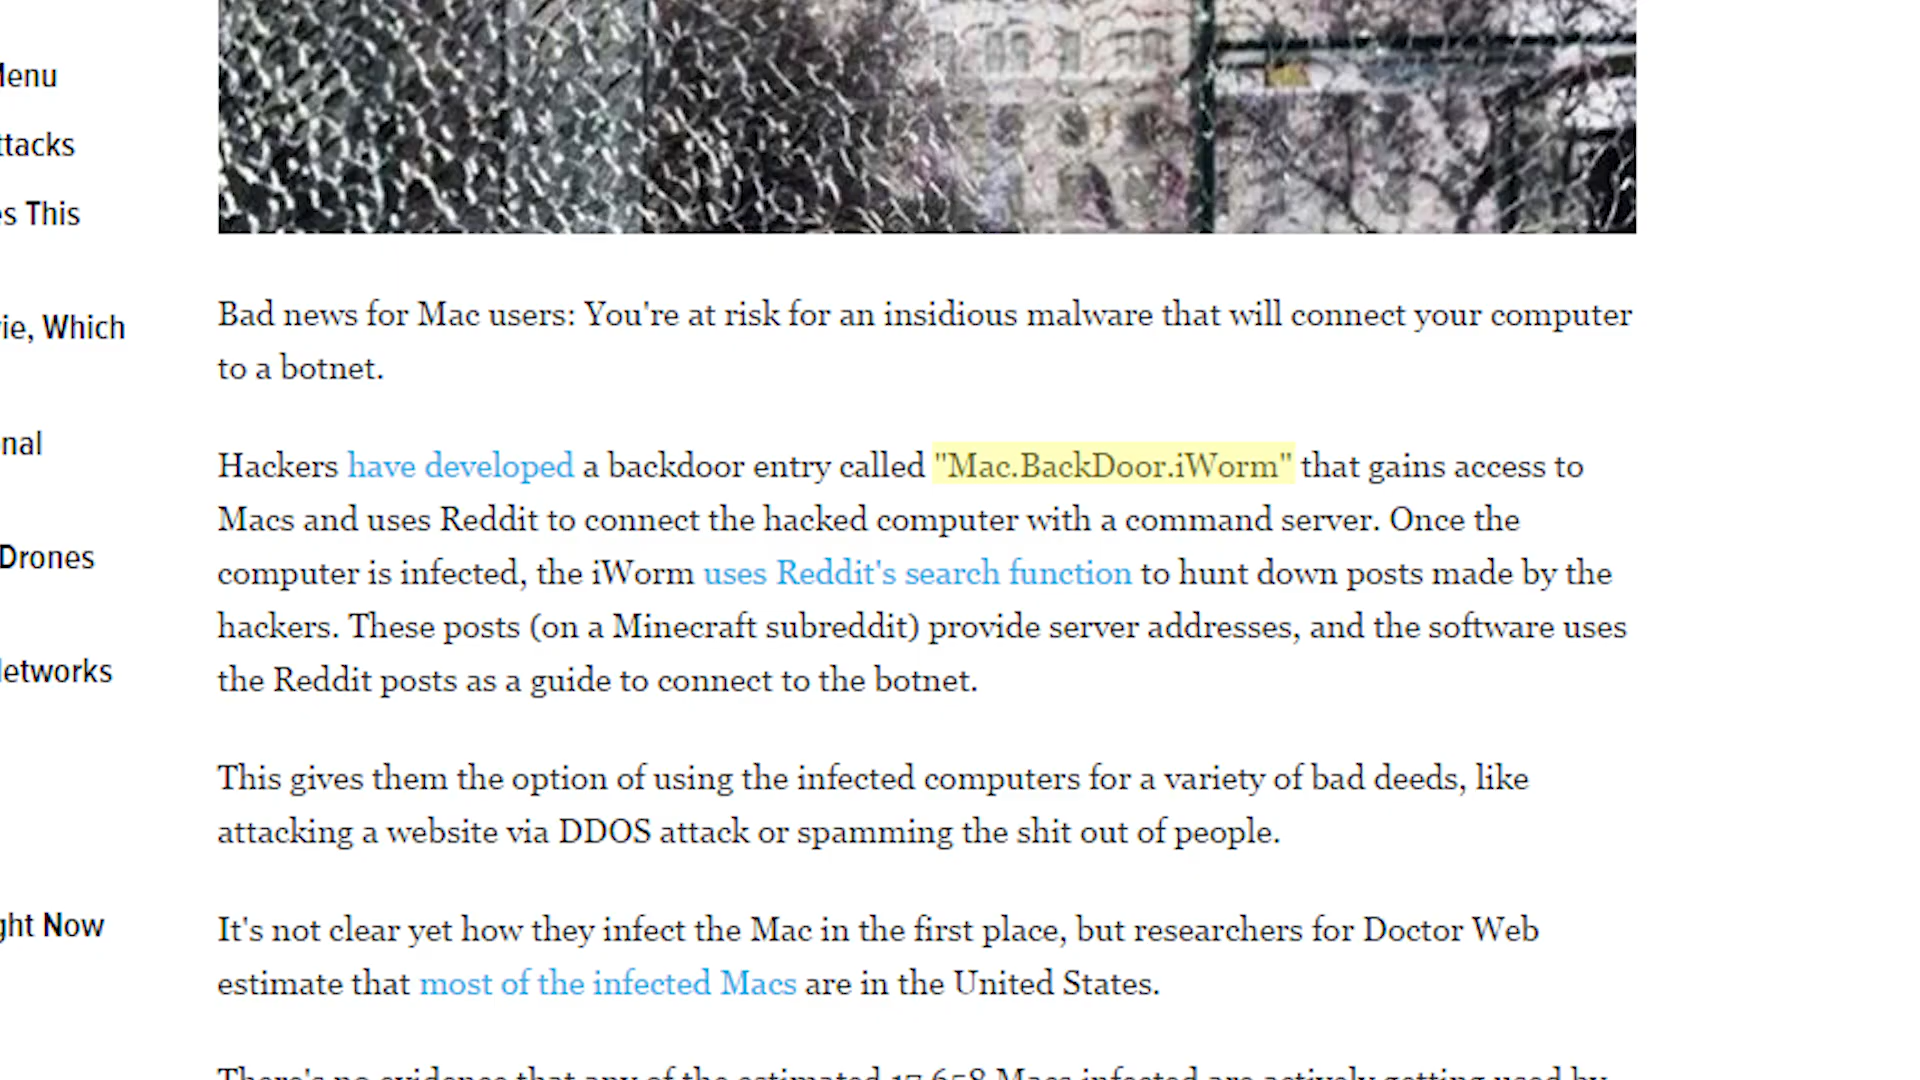 Menu
ttacks
s This
ie, Which
nal
Drones
etworks
ght Now
Bad news for Mac users: You're at risk for an insidious malware that will connect your computer
to a botnet.
Hackers have developed a backdoor entry called "Mac.BackDoor.iWorm" that gains access to
Macs and uses Reddit to connect the hacked computer with a command server. Once the
computer is infected, the iWorm uses Reddit's search function to hunt down posts made by the
hackers. These posts (on a Minecraft subreddit) provide server addresses, and the software uses
the Reddit posts as a guide to connect to the botnet.
This gives them the option of using the infected computers for a variety of bad deeds, like
attacking a website via DDOS attack or spamming the shit out of people.
It's not clear yet how they infect the Mac in the first place, but researchers for Doctor Web
estimate that most of the infected Macs are in the United States.
There's no evidence that any of the estimated 17,658 Macs infected are actively getting used by